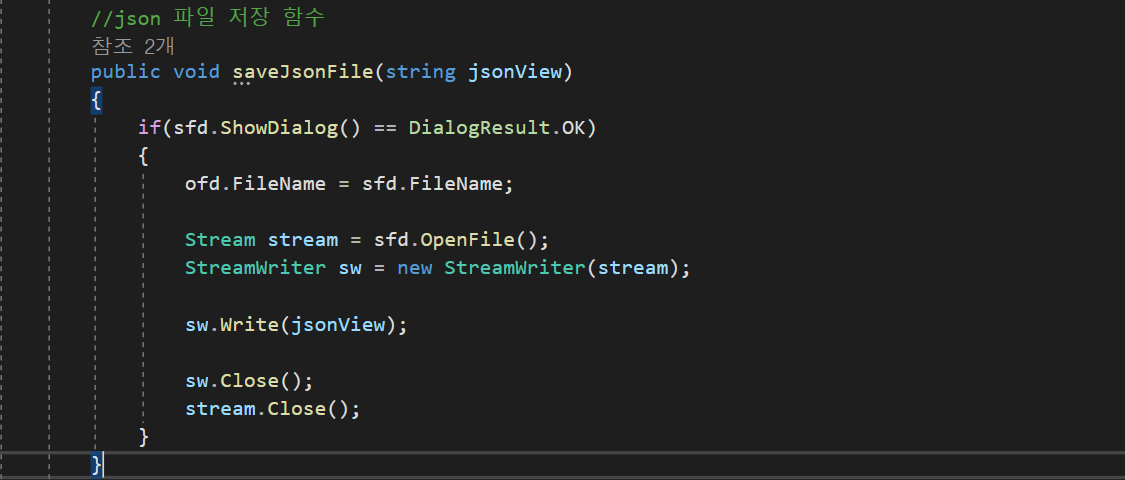 //json 파일 저장 함수
참조 2개
public void saveJsonFile(string jsonView)
{
if(sfd.ShowDialog() == DialogResult.OK)
{
ofd.FileName = sfd.FileName;
Stream stream = sfd.OpenFile();
StreamWriter sw = new StreamWriter(stream);
sw.Write(jsonView);
sw.Close();
stream.Close();
}
}